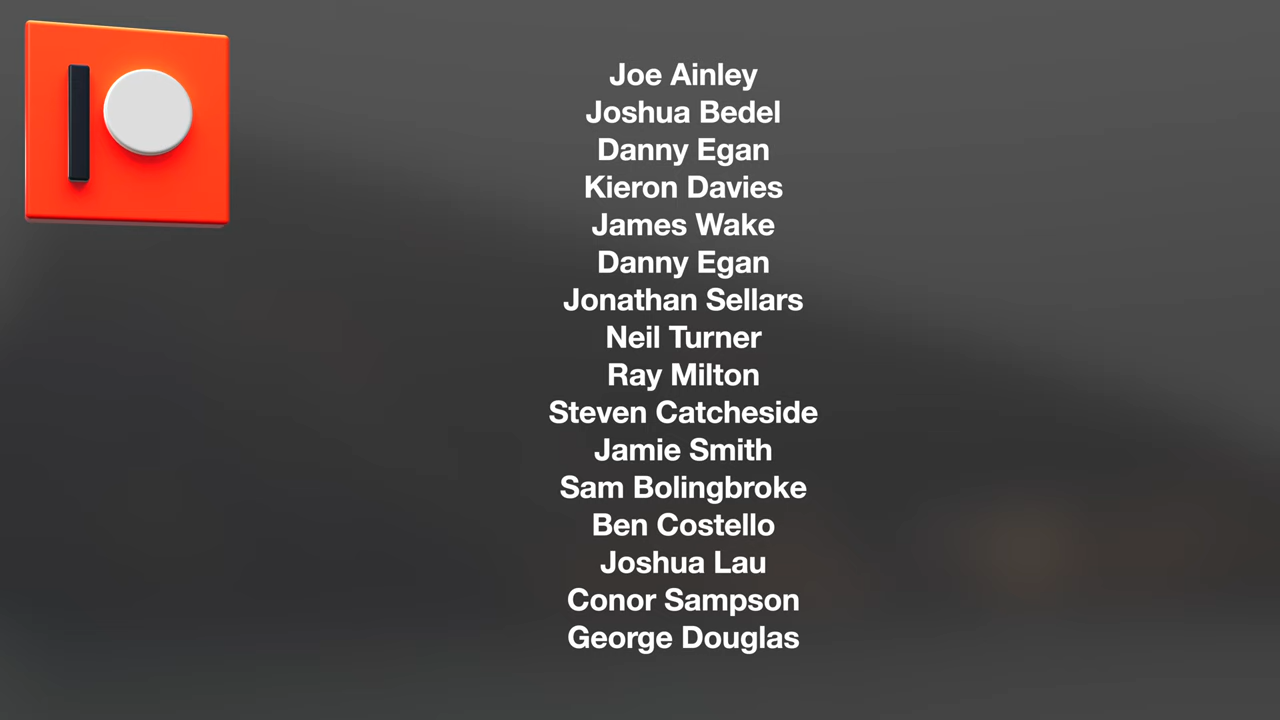 Joe Ainley
Joshua Bedel
Danny Egan
Kieron Davies
James Wake
Danny Egan
Jonathan Sellars
Neil Turner
Ray Milton
Steven Catcheside
Jamie Smith
Sam Bolingbroke
Ben Costello
Joshua Lau
Conor Sampson
George Douglas